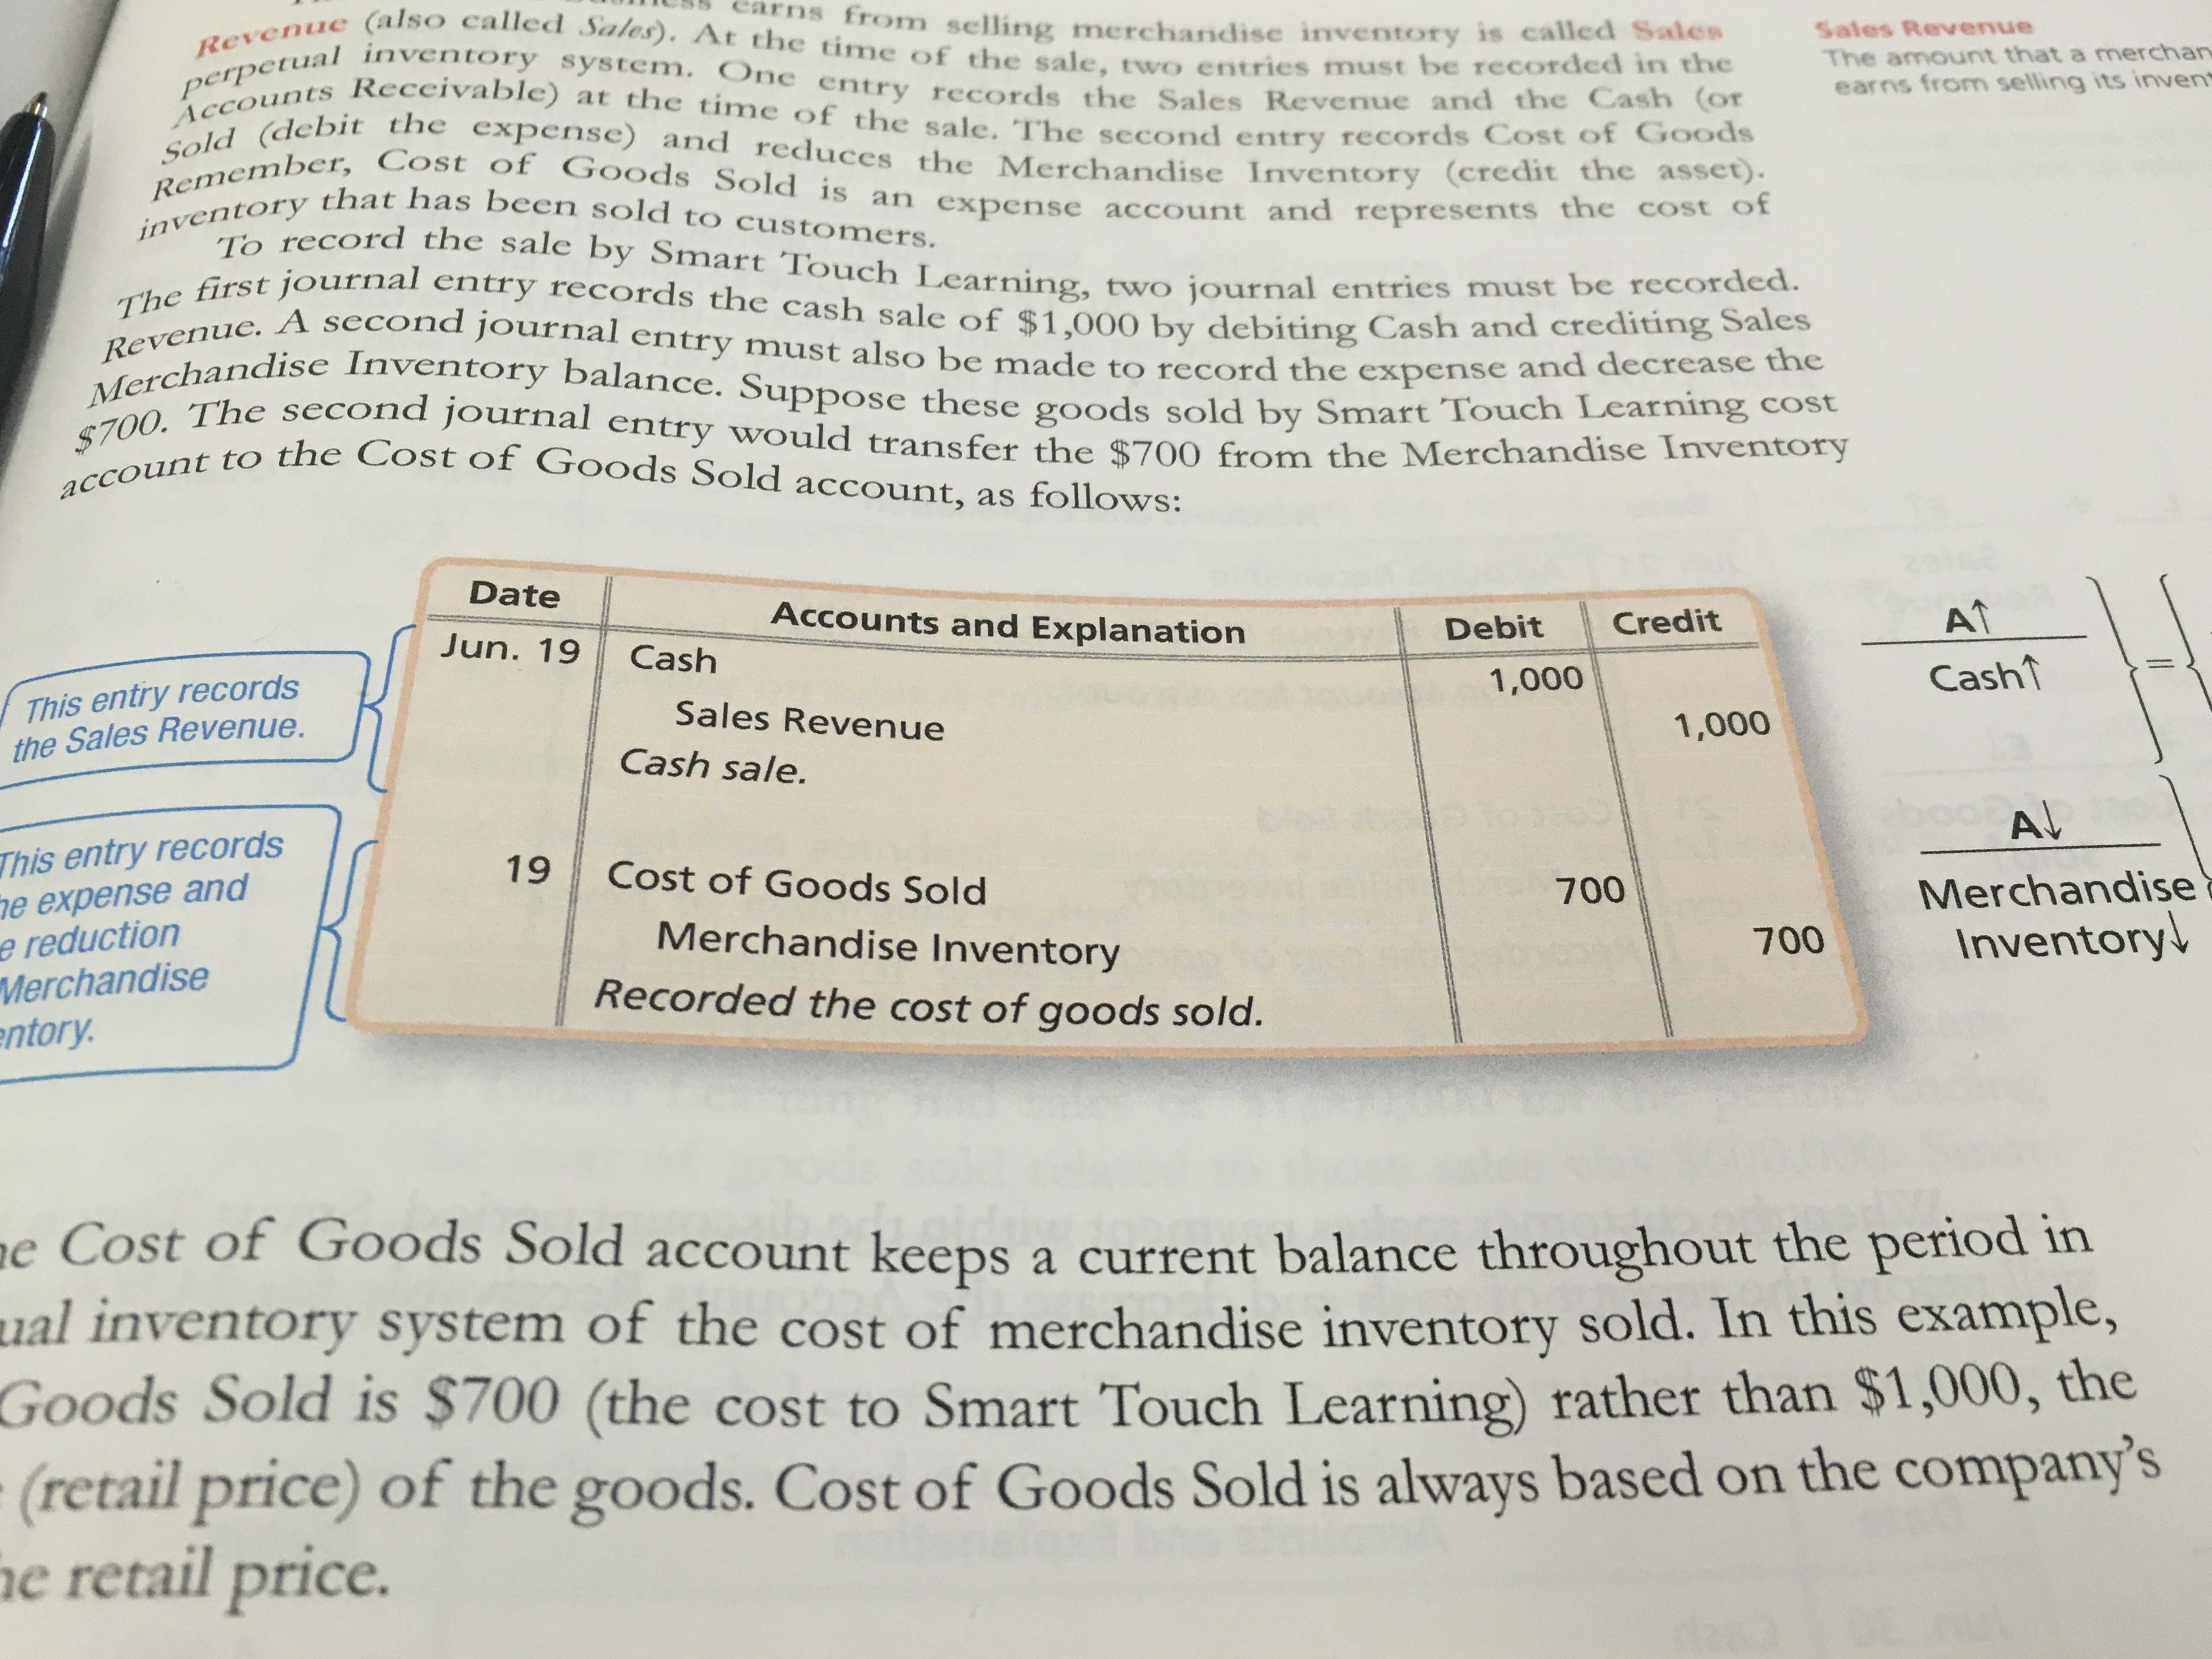 earns from selling merchandise inventory is called Sales
Revenue (also called Sales). At the time of the sale, two entries must be recorded in the
perpetual inventory system. One entry records the Sales Revenue and the Cash (or
Accounts Receivable) at the time of the sale. The second entry records Cost of Goods
Sold (debit the expense) and reduces the Merchandise Inventory (credit the asset).
Remember, Cost of Goods Sold is an expense account and represents the cost of
inventory that has been sold to customers.
Sales Revenue
The amount that a merchan
earns from selling its invent
To record the sale by Smart Touch Learning, two journal entries must be recorded.
The first journal entry records the cash sale of $1,000 by debiting Cash and crediting Sales
Revenue. A second journal entry must also be made to record the expense and decrease the
Merchandise Inventory balance. Suppose these goods sold by Smart Touch Learning cost
$700. The second journal entry would transfer the $700 from the Merchandise Inventory
account to the Cost of Goods Sold account, as follows:
Date Accounts and Explanation Debit Credit
Jun. 19 Cash 1,000
Sales Revenue 1,000
Cash sale.
19 Cost of Goods Sold 700
Merchandise Inventory 700
Recorded the cost of goods sold.
This entry records
the Sales Revenue.
This entry records
he expense and
e reduction
Merchandise
entory.
A↑
Cash↑
=
A↓
Merchandise
Inventory↓
he Cost of Goods Sold account keeps a current balance throughout the period in
ual inventory system of the cost of merchandise inventory sold. In this example,
Goods Sold is $700 (the cost to Smart Touch Learning) rather than $1,000, the
(retail price) of the goods. Cost of Goods Sold is always based on the company's
he retail price.